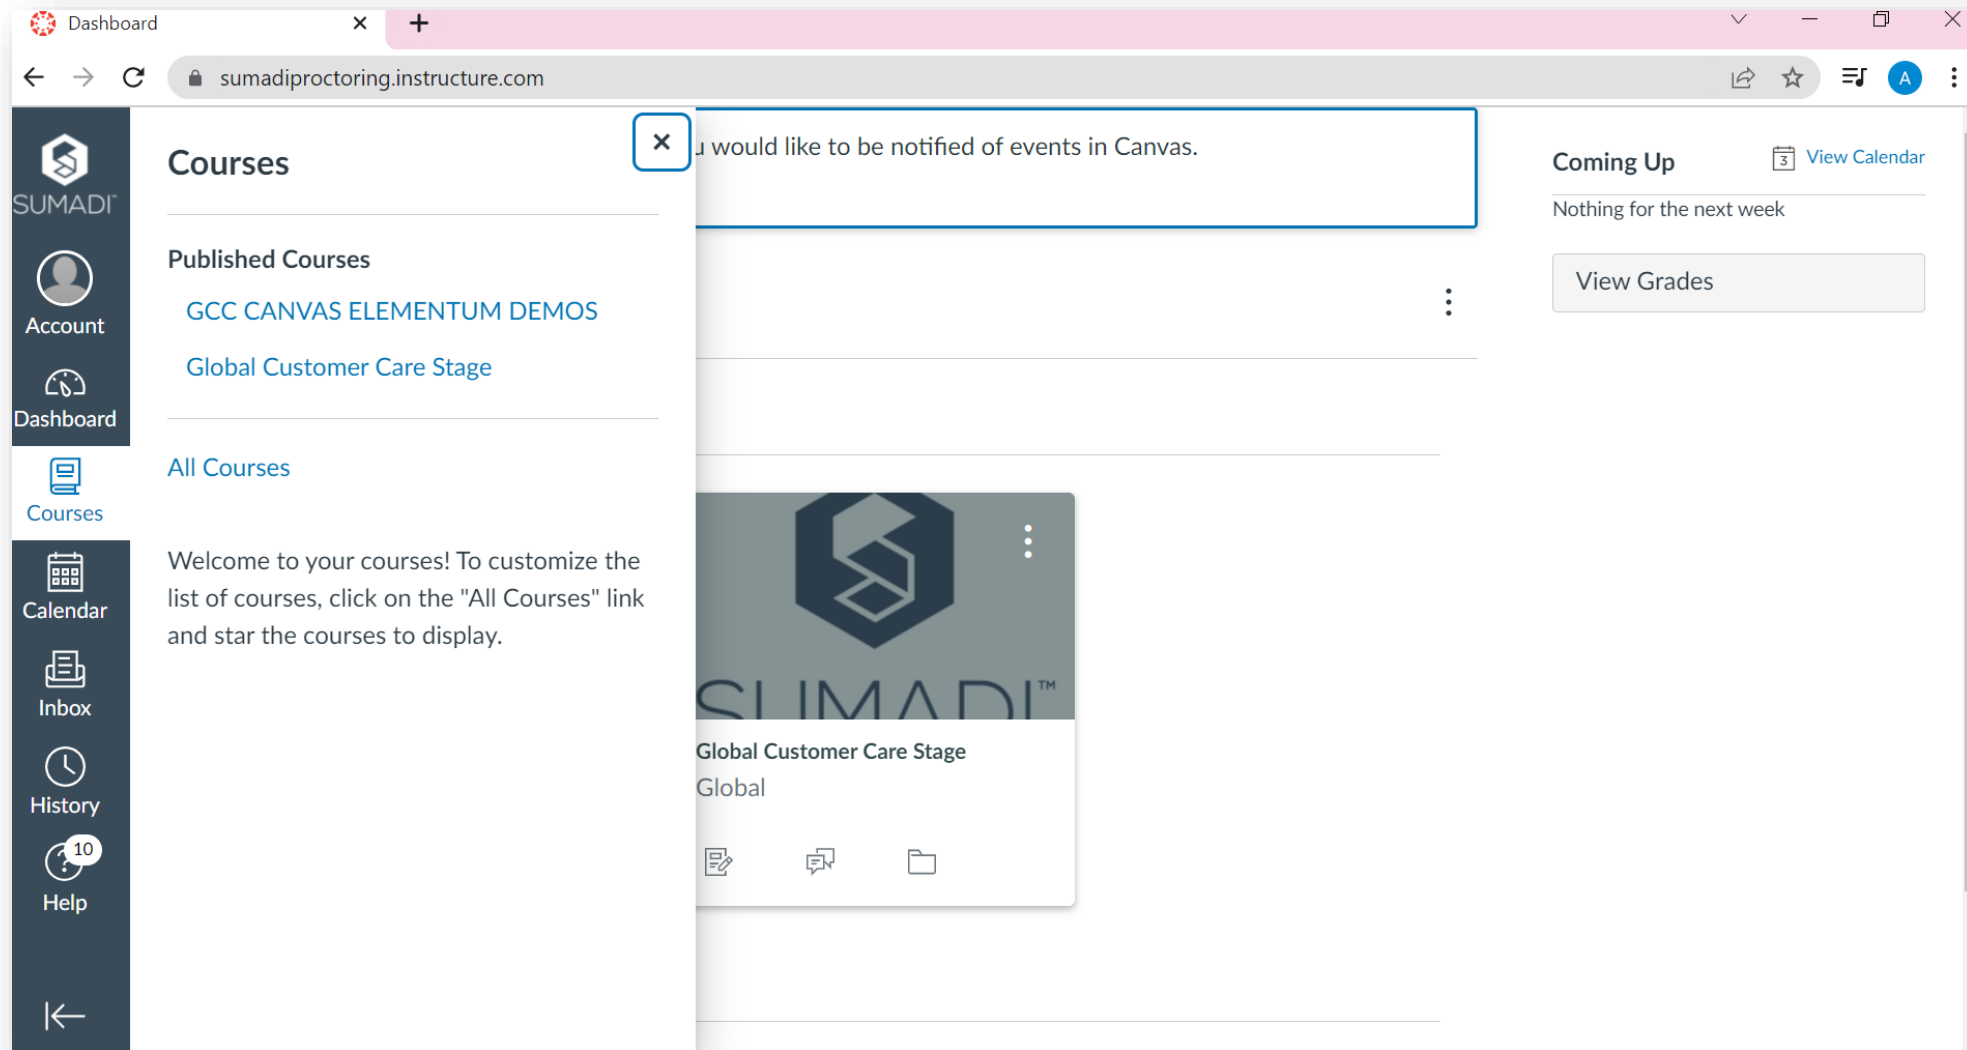 Dashboard
sumadiproctoring.instructure.com
A
SUMADI™
Account
Dashboard
Courses
Calendar
Inbox
History
10
Help
Courses
Published Courses
GCC CANVAS ELEMENTUM DEMOS
Global Customer Care Stage
All Courses
Welcome to your courses! To customize the
list of courses, click on the "All Courses" link
and star the courses to display.
would like to be notified of events in Canvas.
SUMADI™
Global Customer Care Stage
Global
Coming Up
3
View Calendar
Nothing for the next week
View Grades